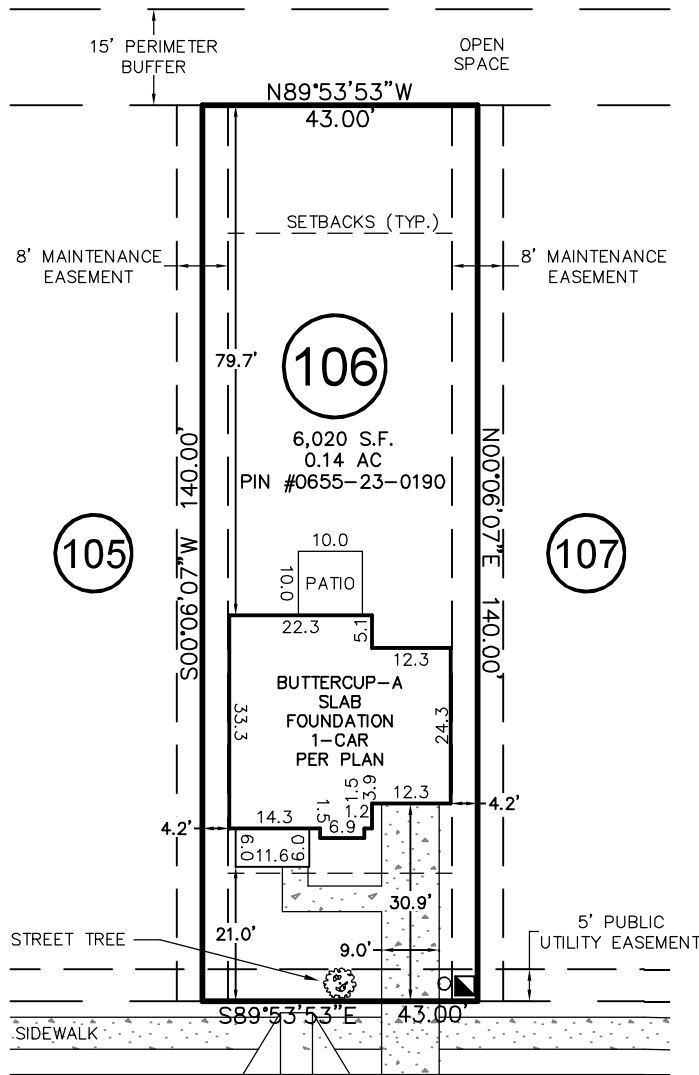 15' PERIMETER
BUFFER
OPEN
SPACE
N89°53'53"W
43.00'
SETBACKS (TYP.)
8' MAINTENANCE
EASEMENT
8' MAINTENANCE
EASEMENT
79.7'
106
6,020 S.F.
0.14 AC
PIN #0655-23-0190
S00°06'07"W 140.00'
N00°06'07"E 140.00'
105
107
10.0
10.0
PATIO
22.3
5.1
12.3
BUTTERCUP-A
SLAB
FOUNDATION
1-CAR
PER PLAN
33.3
24.3
1.5
3.9
12.3
1.2
14.3
1.5
6.9
4.2'
4.2'
6.0
11.6
6.0
30.9'
21.0'
9.0'
STREET TREE
5' PUBLIC
UTILITY EASEMENT
S89°53'53"E 43.00'
SIDEWALK